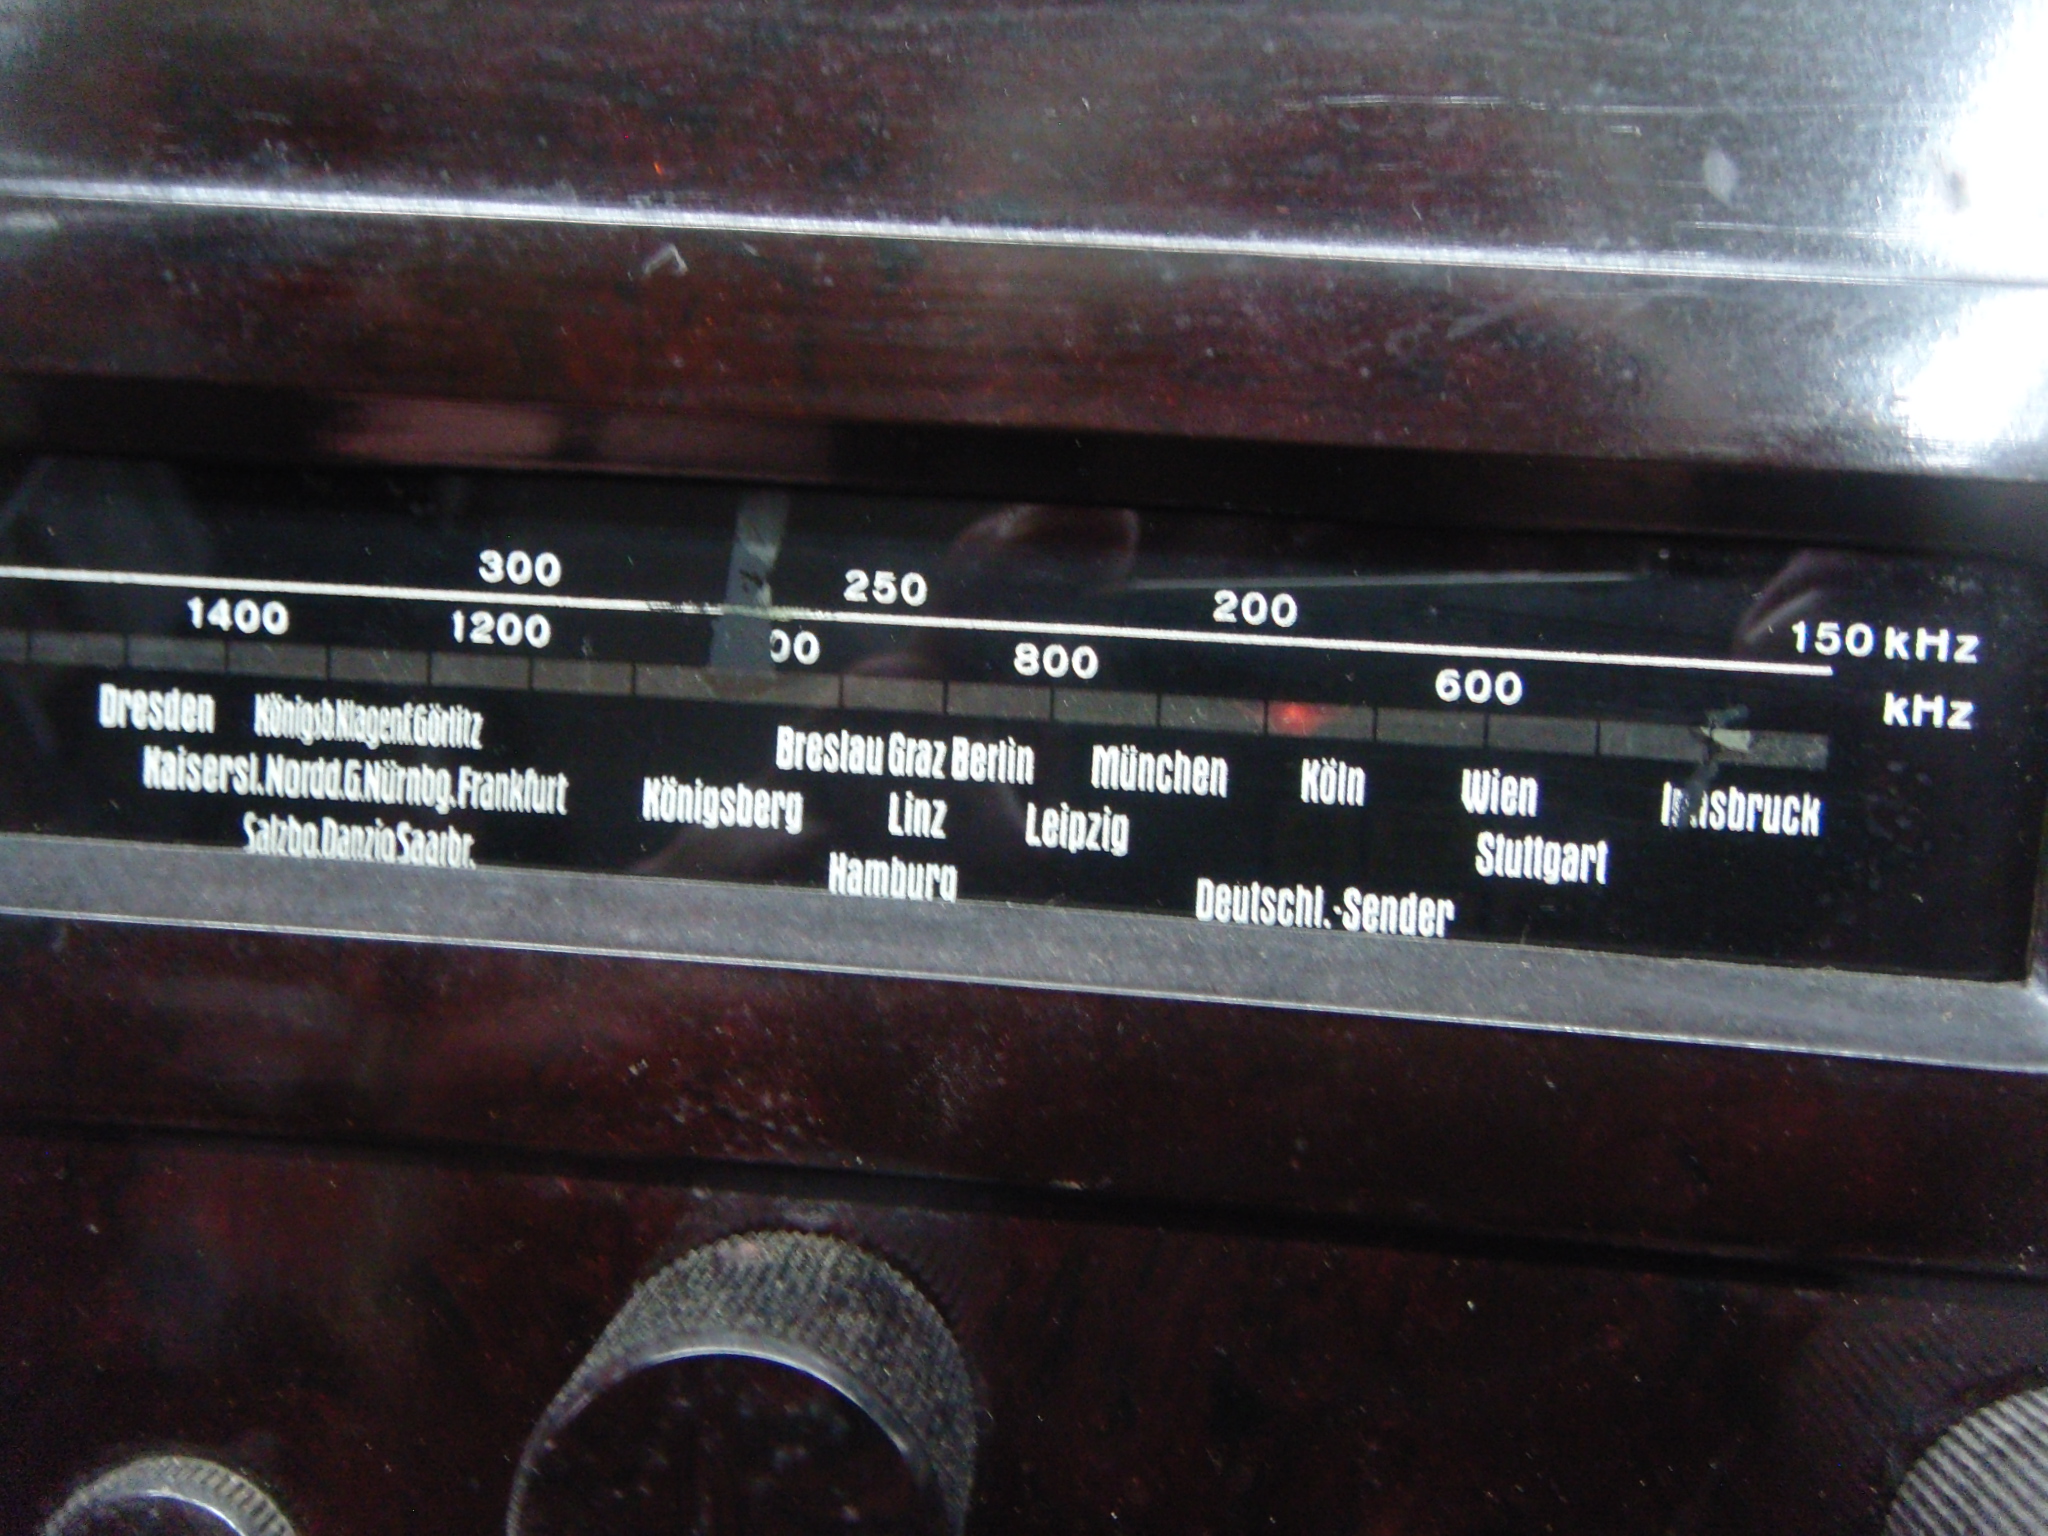 300 250 200 150 kHz
1400 1200 00 800 600 kHz
Dresden Königsb.Klagenf.Görlitz Breslau Graz Berlin München Köln Wien
Kaisersl.Nordd.G.Nürnbg.Frankfurt Königsberg Linz Leipzig Stuttgart
Salzbg.Danzig Saarbr. Hamburg Deutschl.-Sender